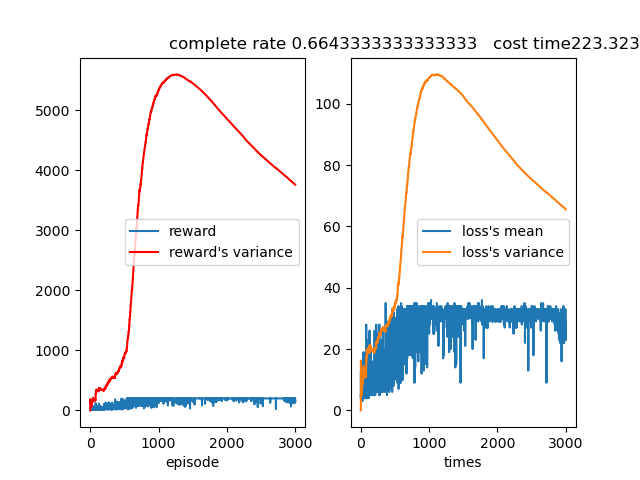 complete rate 0.6643333333333333   cost time223.323
5000
4000
3000
2000
1000
0
reward
reward's variance
0
1000
2000
3000
episode
100
80
60
40
20
0
loss's mean
loss's variance
0
1000
2000
3000
times